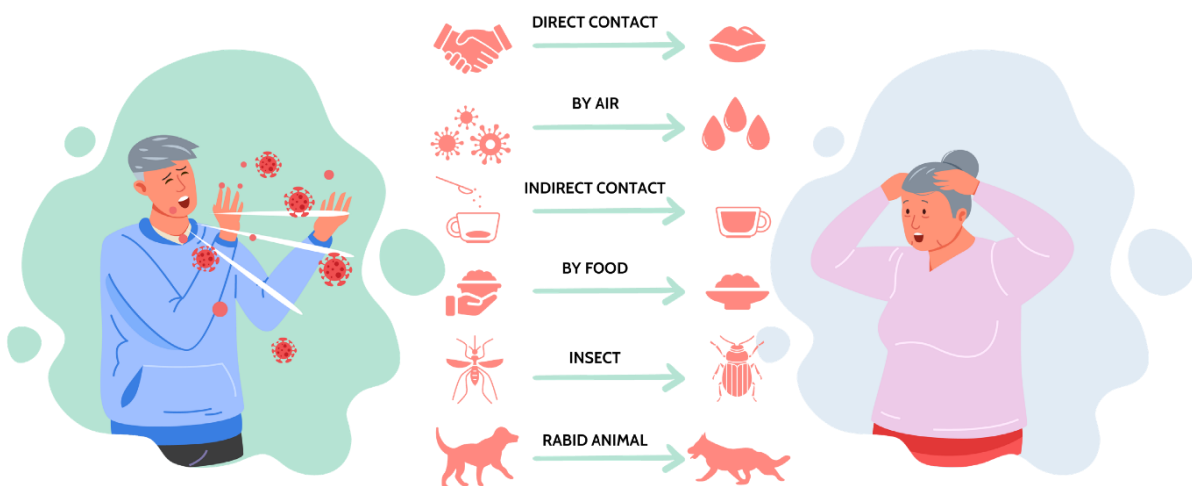 DIRECT CONTACT
BY AIR
INDIRECT CONTACT
BY FOOD
INSECT
RABID ANIMAL